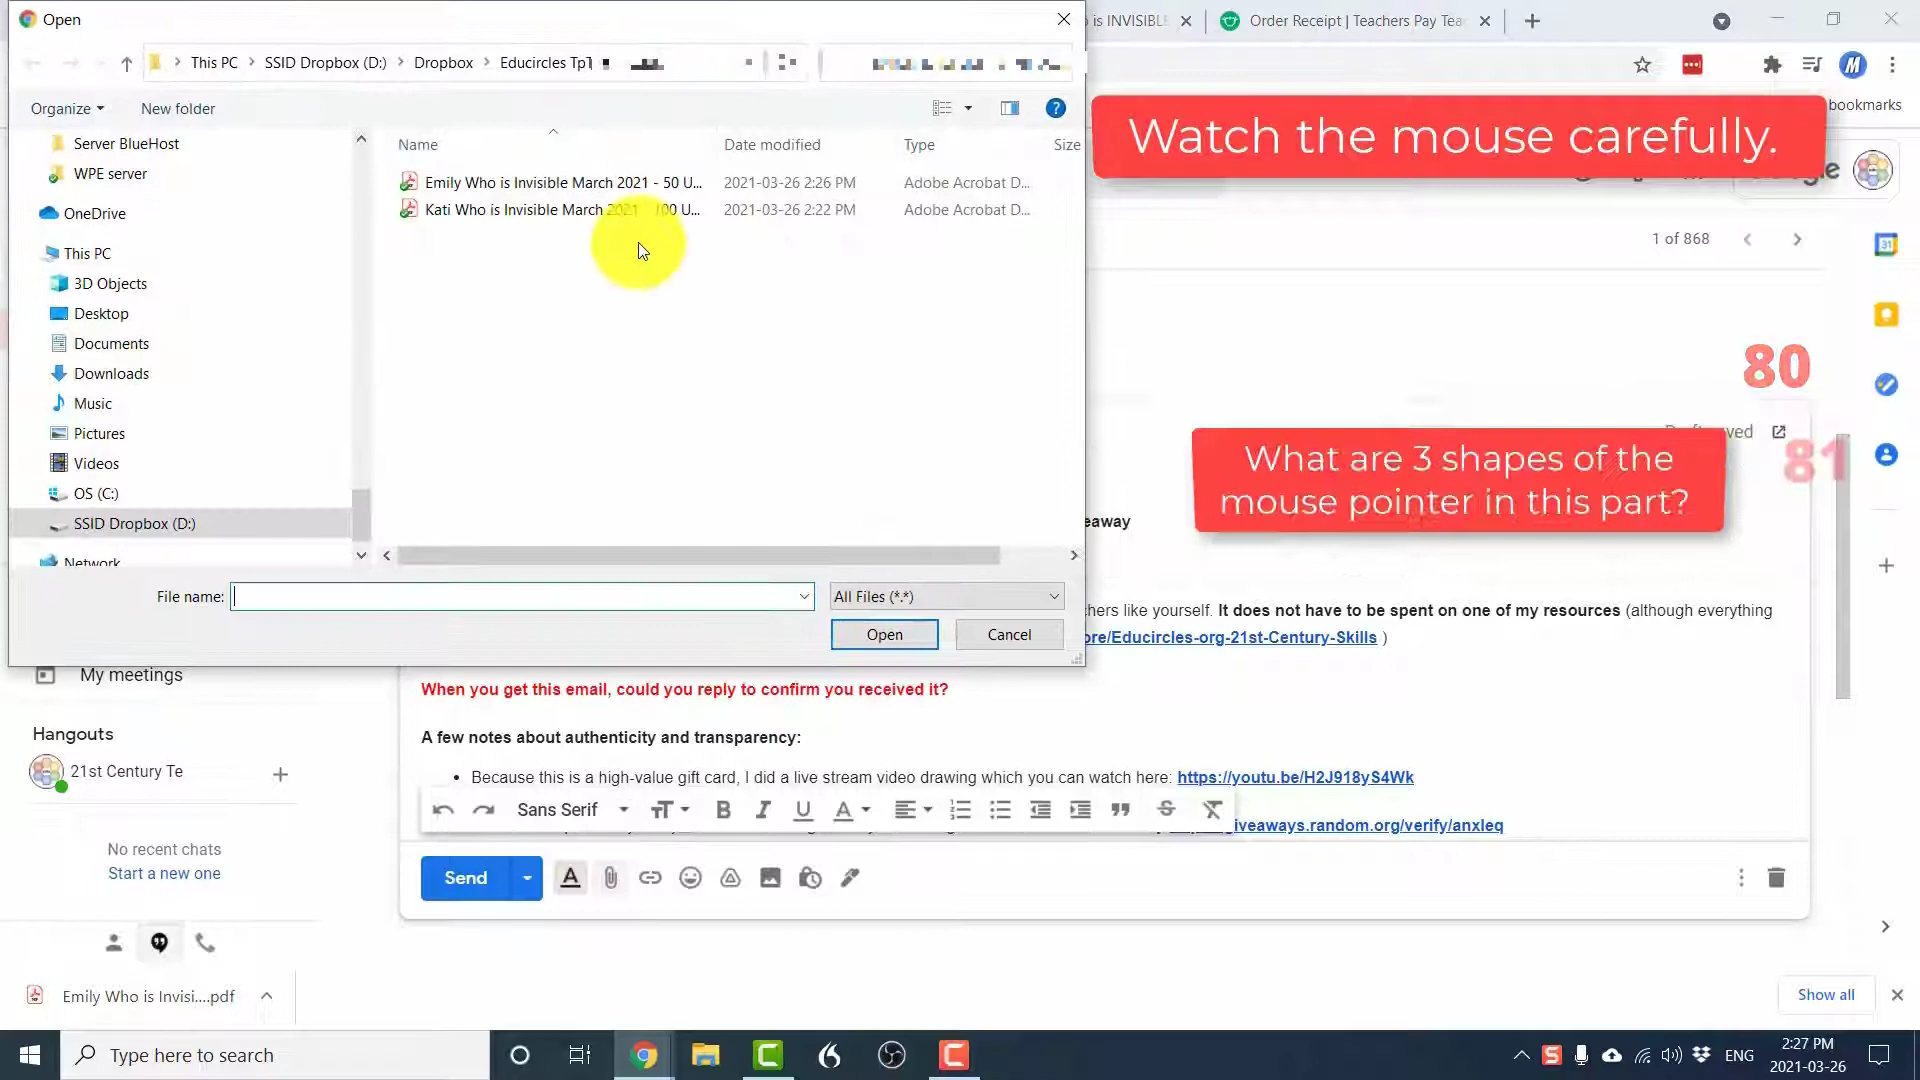 Open
is INVISIBLE
Order Receipt | Teachers Pay Tea
This PC
SSID Dropbox (D:)
Dropbox
Educircles TpT
bookmarks
Organize
New folder
Watch the mouse carefully.
Name
Date modified
Type
Size
Emily Who is Invisible March 2021 - 50 U...
2021-03-26 2:26 PM
Adobe Acrobat D...
Kati Who is Invisible March 2021 - 100 U...
2021-03-26 2:22 PM
Adobe Acrobat D...
Server BlueHost
WPE server
OneDrive
This PC
3D Objects
Desktop
Documents
Downloads
Music
Pictures
Videos
OS (C:)
SSID Dropbox (D:)
Network
1 of 868
80
81
What are 3 shapes of the
mouse pointer in this part?
eaway
File name:
All Files (*.*)
Open
Cancel
hers like yourself. It does not have to be spent on one of my resources (although everything
ore/Educircles-org-21st-Century-Skills )
My meetings
When you get this email, could you reply to confirm you received it?
Hangouts
A few notes about authenticity and transparency:
21st Century Te
• Because this is a high-value gift card, I did a live stream video drawing which you can watch here: https://youtu.be/H2J918yS4Wk
Sans Serif
giveaways.random.org/verify/anxleq
No recent chats
Start a new one
Send
Emily Who is Invisi....pdf
Show all
Type here to search
ENG
2:27 PM
2021-03-26